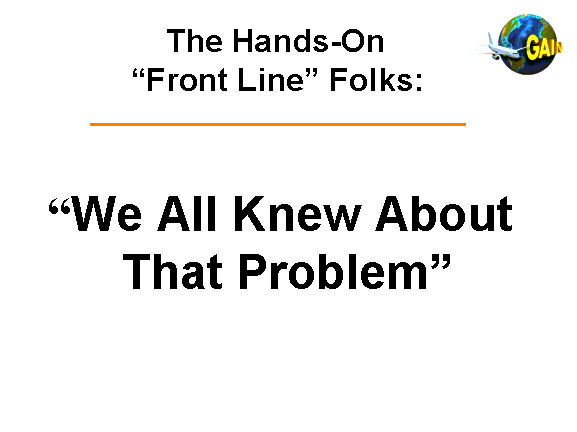 The Hands-On
“Front Line” Folks:
GAIN
“We All Knew About
That Problem”